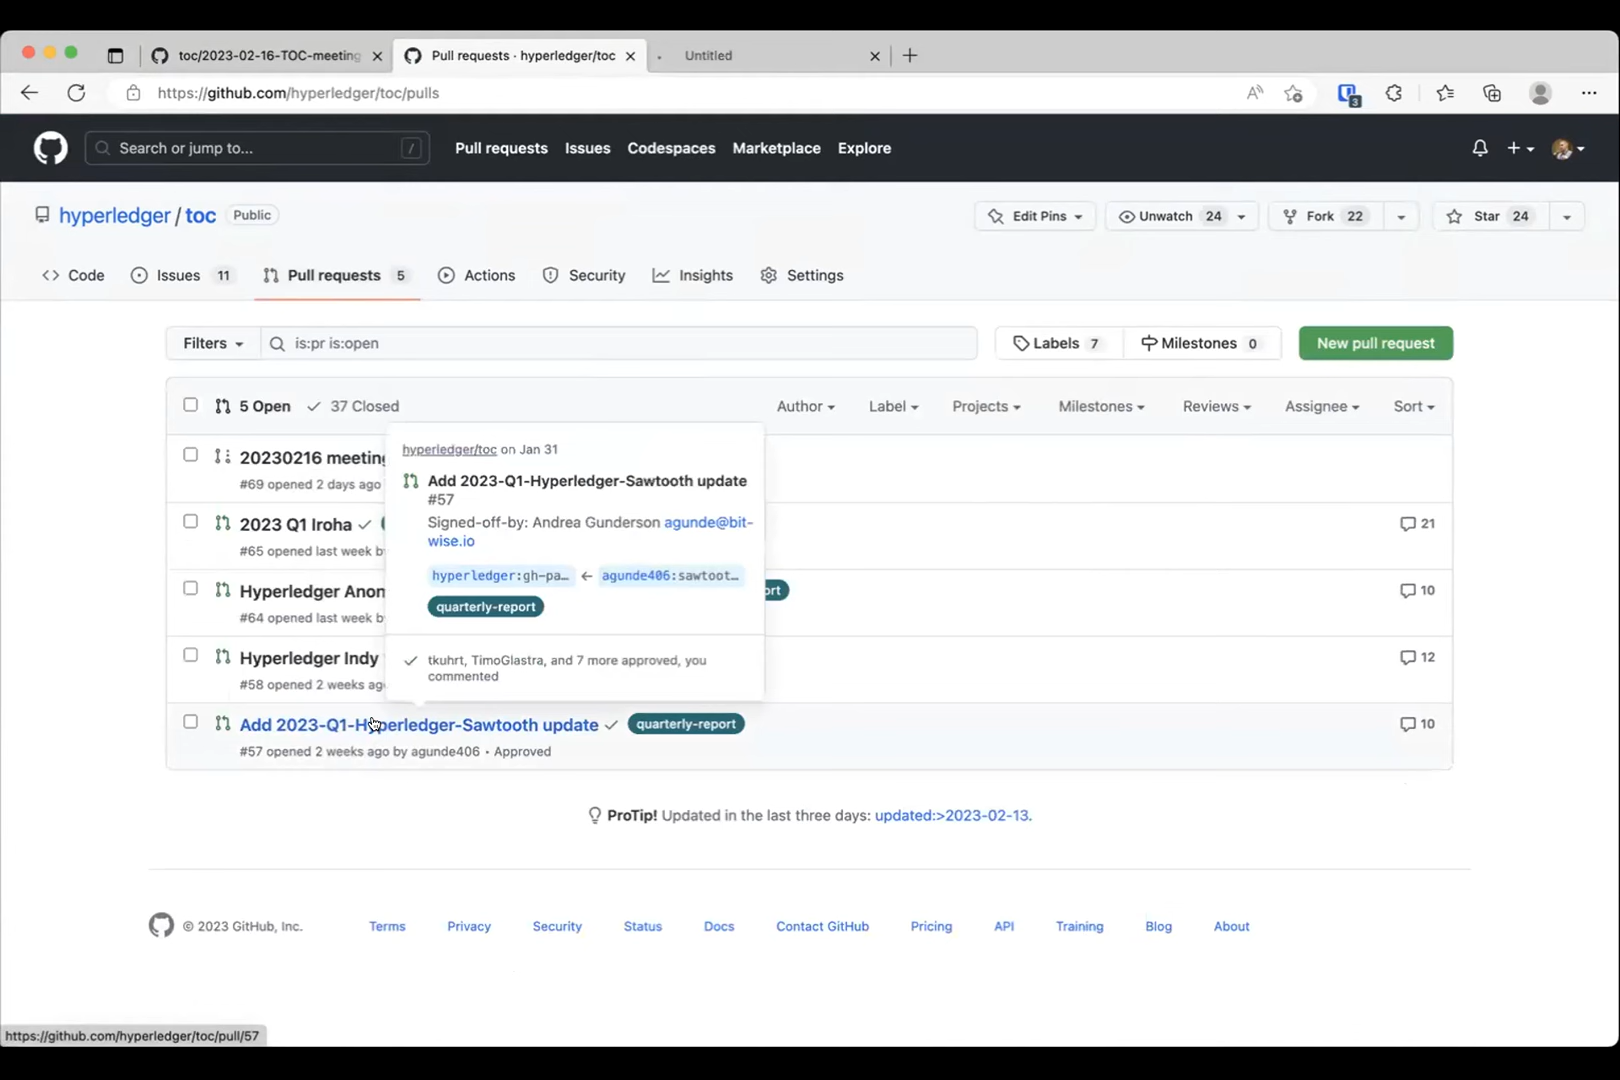 toc/2023-02-16-TOC-meeting
Pull requests · hyperledger/toc
Untitled
https://github.com/hyperledger/toc/pulls
3
Search or jump to...
/
Pull requests
Issues
Codespaces
Marketplace
Explore
hyperledger / toc
Public
Edit Pins
Unwatch 24
Fork 22
Star 24
Code
Issues 11
Pull requests 5
Actions
Security
Insights
Settings
Filters
is:pr is:open
Labels 7
Milestones 0
New pull request
5 Open
37 Closed
Author
Label
Projects
Milestones
Reviews
Assignee
Sort
20230216 meeting
#69 opened 2 days ago
2023 Q1 Iroha
#65 opened last week by
21
Hyperledger Anon
#64 opened last week by
10
Hyperledger Indy
#58 opened 2 weeks ago
12
hyperledger/toc on Jan 31
Add 2023-Q1-Hyperledger-Sawtooth update
#57
Signed-off-by: Andrea Gunderson agunde@bit-
wise.io
hyperledger:gh-pa… ← agunde406:sawtoot…
quarterly-report
tkuhrt, TimoGlastra, and 7 more approved, you
commented
Add 2023-Q1-Hyperledger-Sawtooth update
quarterly-report
10
#57 opened 2 weeks ago by agunde406 • Approved
ProTip! Updated in the last three days: updated:>2023-02-13.
© 2023 GitHub, Inc.
Terms
Privacy
Security
Status
Docs
Contact GitHub
Pricing
API
Training
Blog
About
https://github.com/hyperledger/toc/pull/57